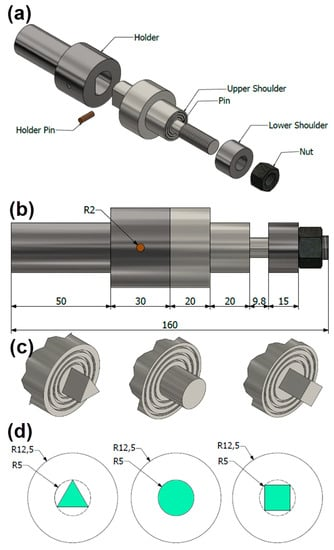 (a)
Holder
Upper Shoulder
Pin
Holder Pin
Lower Shoulder
Nut
(b)
R2
50 30 20 20 9.8 15
160
(c)
(d)
R12,5 R12,5 R12,5
R5 R5 R5